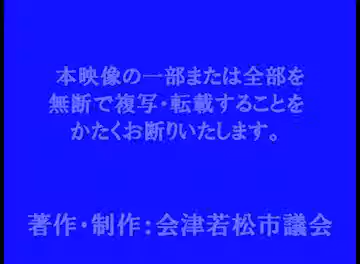 本映像の一部または全部を
無断で複写・転載することを
かたくお断りいたします。
著作・制作：会津若松市議会